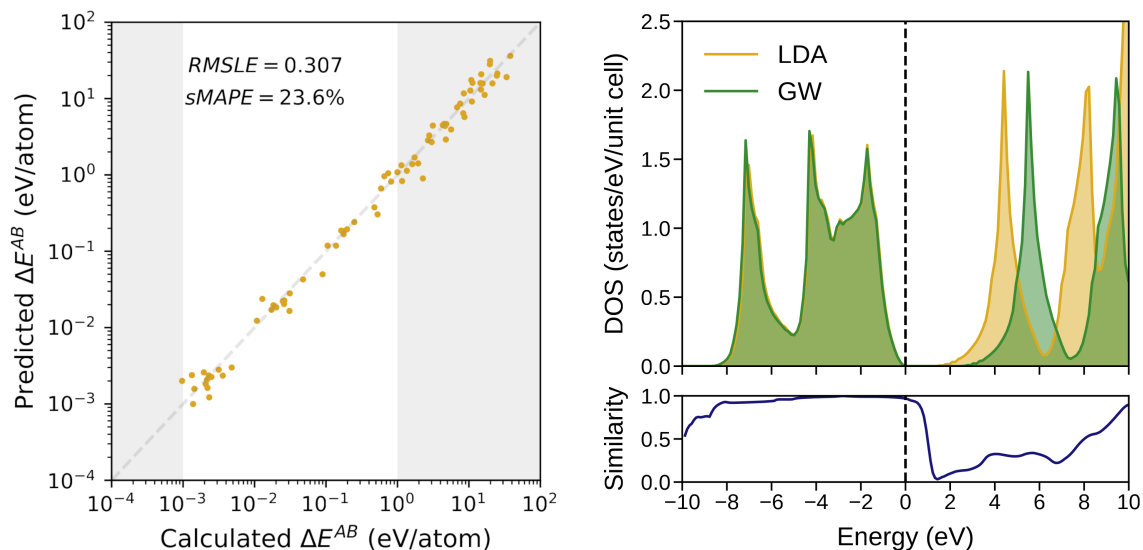 10^2
10^1
10^0
10^{-1}
10^{-2}
10^{-3}
10^{-4}
Predicted ΔE^{AB} (eV/atom)
RMSLE = 0.307
sMAPE = 23.6%
10^{-4} 10^{-3} 10^{-2} 10^{-1} 10^0 10^1 10^2
Calculated ΔE^{AB} (eV/atom)
2.5
2.0
1.5
1.0
0.5
0.0
DOS (states/eV/unit cell)
LDA
GW
1.0
0.5
0.0
Similarity
−10 −8 −6 −4 −2 0 2 4 6 8 10
Energy (eV)